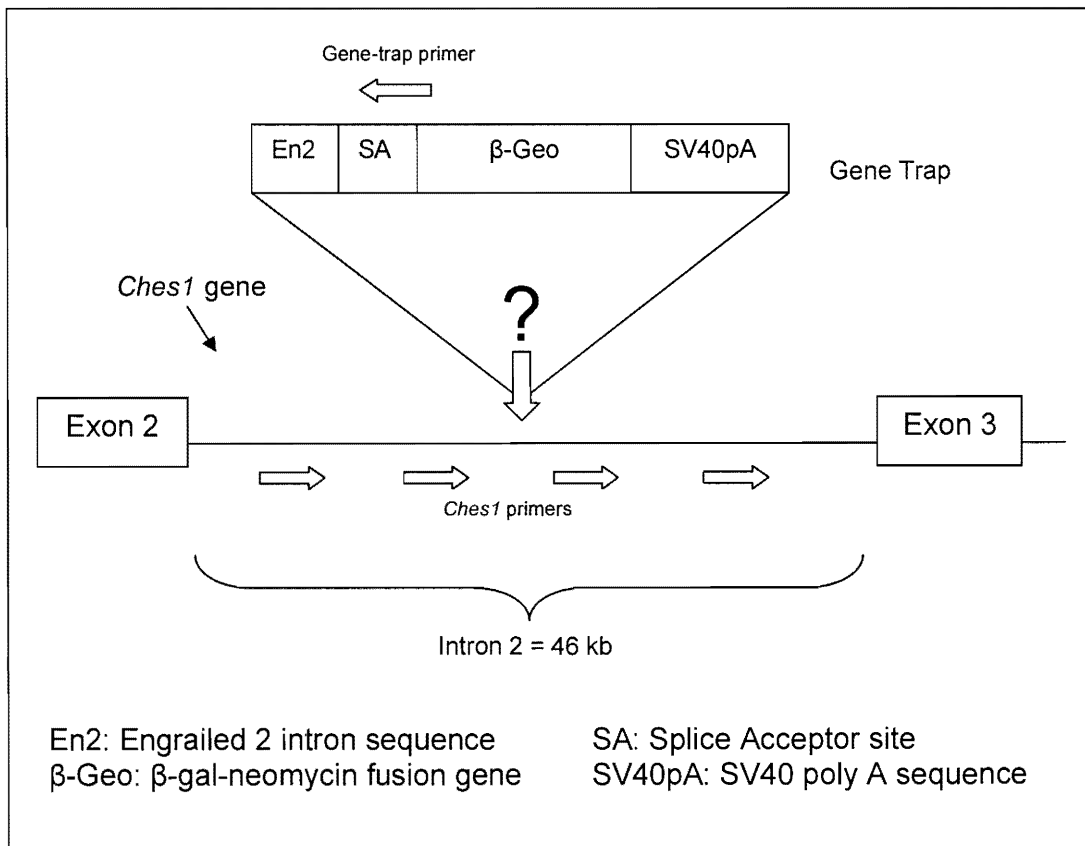 Gene-trap primer
En2 SA β-Geo SV40pA
Gene Trap
Ches1 gene
?
Exon 2 Exon 3
Ches1 primers
Intron 2 = 46 kb
En2: Engrailed 2 intron sequence SA: Splice Acceptor site
β-Geo: β-gal-neomycin fusion gene SV40pA: SV40 poly A sequence